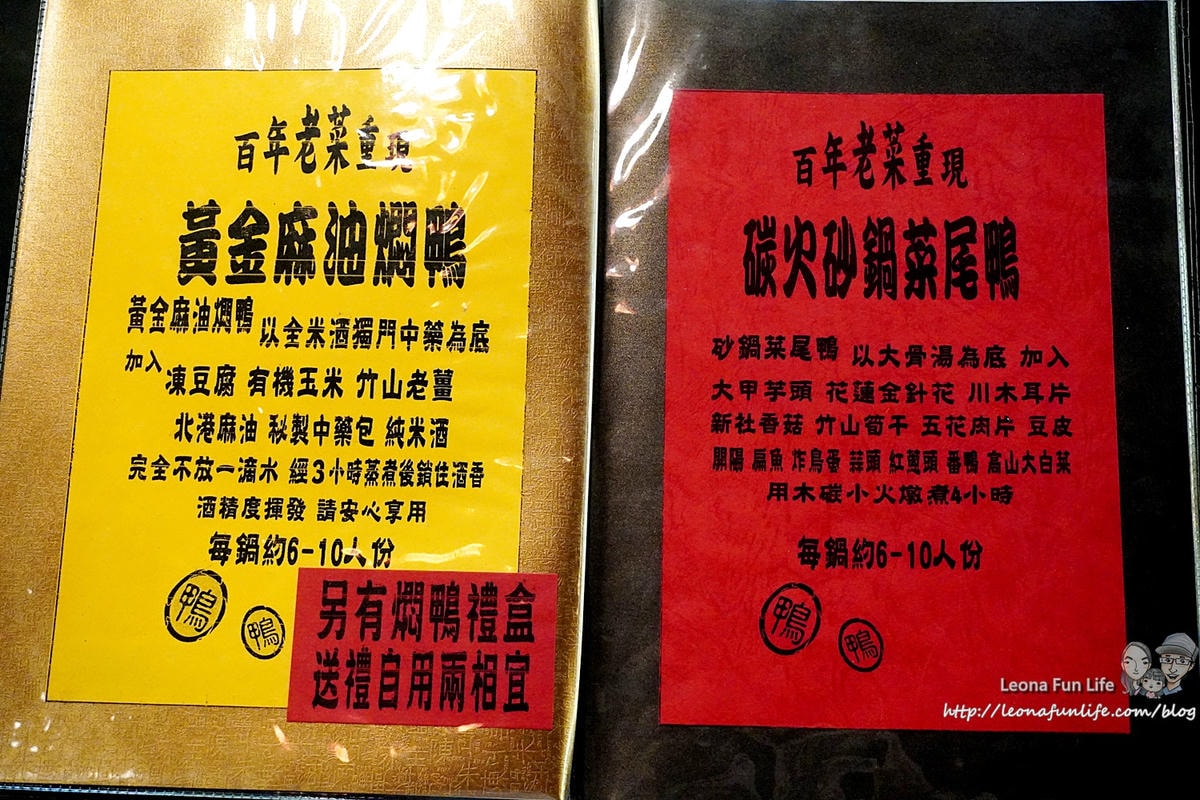 百年老菜重現
黃金麻油燜鴨
黃金麻油燜鴨 以全米酒獨門中藥為底
加入 凍豆腐 有機玉米 竹山老薑
北港麻油 秘製中藥包 純米酒
完全不放一滴水 經3小時蒸煮後鎖住酒香
酒精度揮發 請安心享用
每鍋約6-10人份
鴨
鴨
另有燜鴨禮盒
送禮自用兩相宜
百年老菜重現
碳火砂鍋菜尾鴨
砂鍋菜尾鴨 以大骨湯為底 加入
大甲芋頭 花蓮金針花 川木耳片
新社香菇 竹山筍干 五花肉片 豆皮
開陽 扁魚 炸鳥蛋 蒜頭 紅蔥頭 番鴨 高山大白菜
用木碳小火燉煮4小時
每鍋約6-10人份
鴨
鴨
Leona Fun Life
http://leonafunlife.com/blog